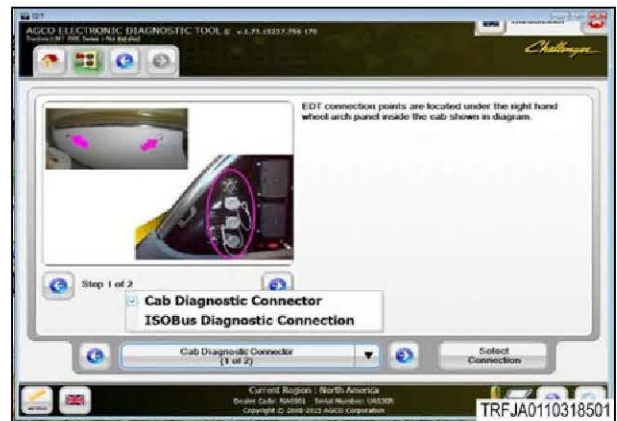 EDT
AGCO ELECTRONIC DIAGNOSTIC TOOL
Challenger
EDT connection points are located under the right hand
wheel arch panel inside the cab shown in diagram.
Step 1 of 2
Cab Diagnostic Connector
ISOBus Diagnostic Connection
Cab Diagnostic Connector
(1 of 2)
Select
Connection
Current Region : North America
Copyright © 2008-2015 AGCO Corporation
TRFJA0110318501